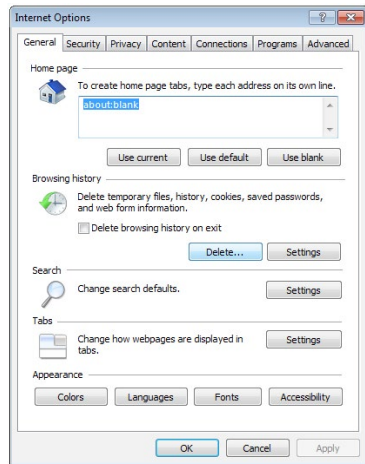 Internet Options
General Security Privacy Content Connections Programs Advanced
Home page
To create home page tabs, type each address on its own line.
about:blank
Use current Use default Use blank
Browsing history
Delete temporary files, history, cookies, saved passwords,
and web form information.
Delete browsing history on exit
Delete... Settings
Search
Change search defaults. Settings
Tabs
Change how webpages are displayed in
tabs. Settings
Appearance
Colors Languages Fonts Accessibility
OK Cancel Apply